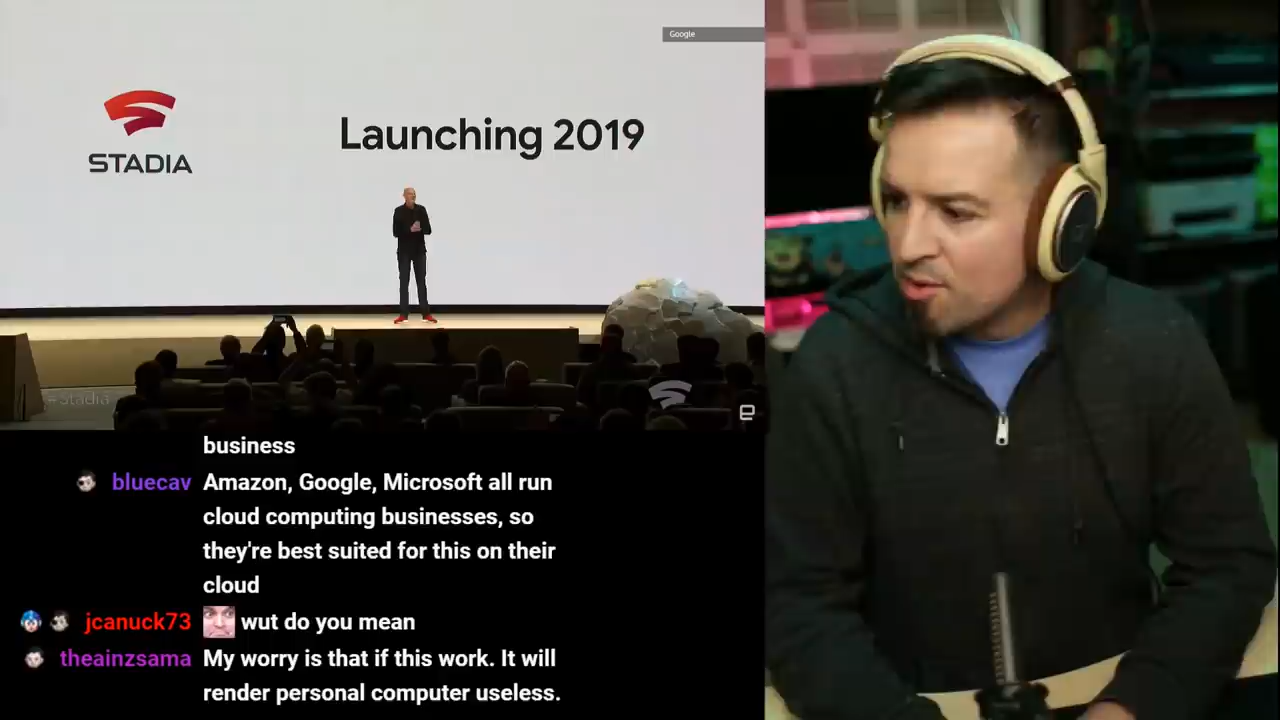 Google
STADIA
Launching 2019
#Stadia
business
bluecav Amazon, Google, Microsoft all run
cloud computing businesses, so
they're best suited for this on their
cloud
jcanuck73 wut do you mean
theainzsama My worry is that if this work. It will
render personal computer useless.